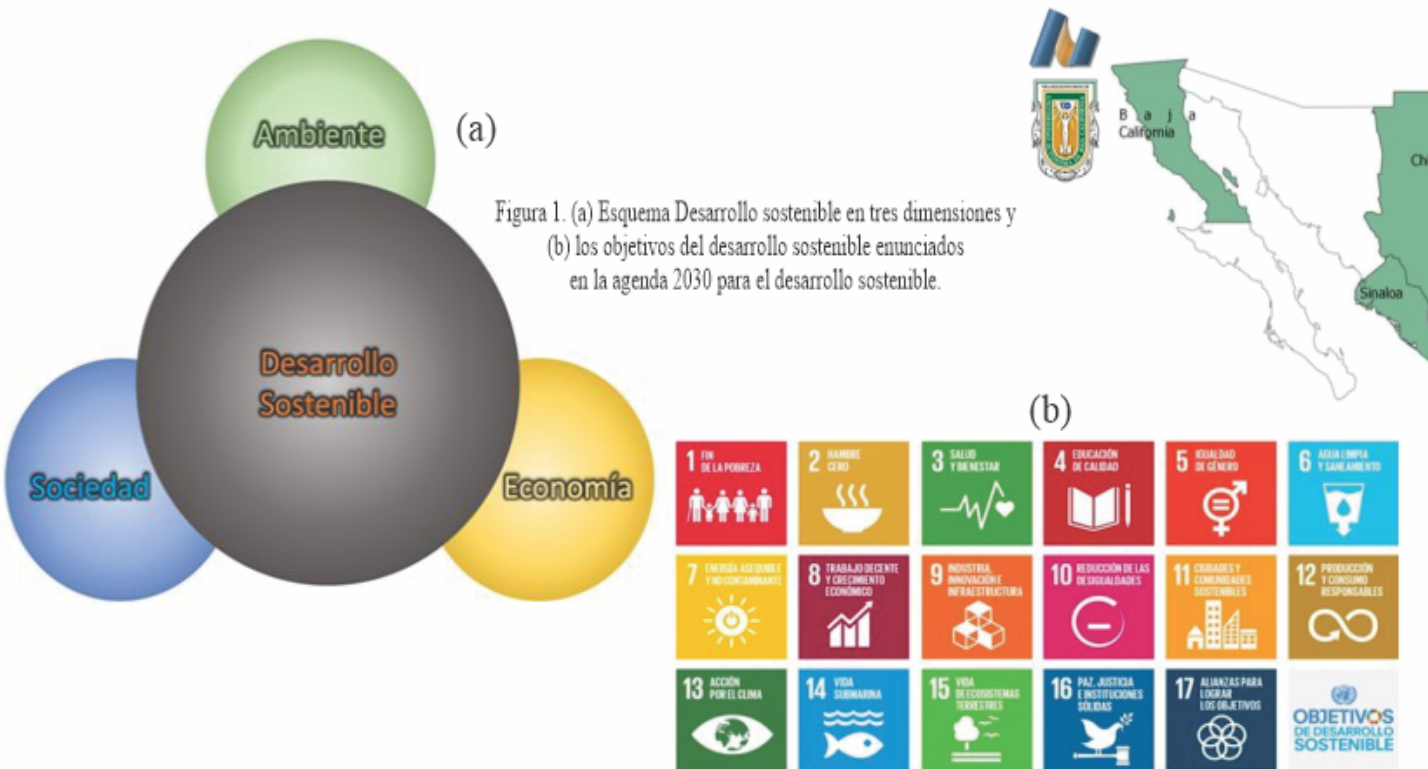 Ambiente
(a)
Figura 1. (a) Esquema Desarrollo sostenible en tres dimensiones y
(b) los objetivos del desarrollo sostenible enunciados
en la agenda 2030 para el desarrollo sostenible.
Desarrollo
Sostenible
Sociedad
Economía
B a j a
California
Ch
Sinaloa
(b)
1 FIN
DE LA POBREZA
2 HAMBRE
CERO
3 SALUD
Y BIENESTAR
4 EDUCACIÓN
DE CALIDAD
5 IGUALDAD
DE GÉNERO
6 AGUA LIMPIA
Y SANEAMIENTO
7 ENERGÍA ASEQUIBLE
Y NO CONTAMINANTE
8 TRABAJO DECENTE
Y CRECIMIENTO
ECONÓMICO
9 INDUSTRIA,
INNOVACIÓN E
INFRAESTRUCTURA
10 REDUCCIÓN DE LAS
DESIGUALDADES
11 CIUDADES Y
COMUNIDADES
SOSTENIBLES
12 PRODUCCIÓN
Y CONSUMO
RESPONSABLES
13 ACCIÓN
POR EL CLIMA
14 VIDA
SUBMARINA
15 VIDA
DE ECOSISTEMAS
TERRESTRES
16 PAZ, JUSTICIA
E INSTITUCIONES
SÓLIDAS
17 ALIANZAS PARA
LOGRAR
LOS OBJETIVOS
OBJETIVOS
DE DESARROLLO
SOSTENIBLE